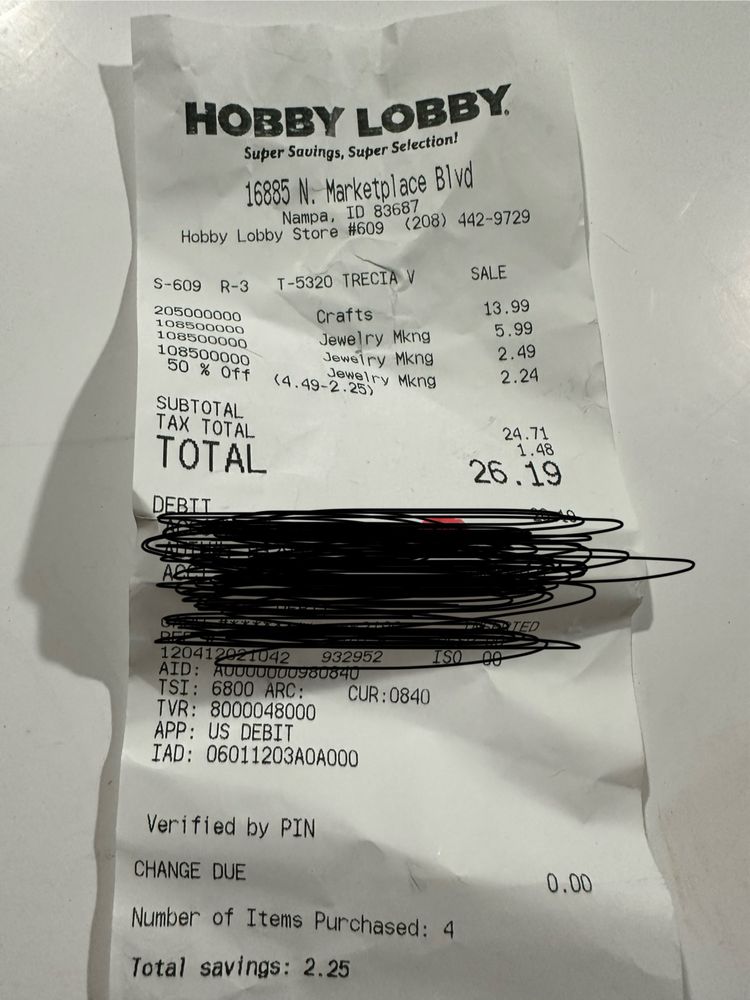 HOBBY LOBBY.
Super Savings, Super Selection!
16885 N. Marketplace Blvd
Nampa, ID 83687
Hobby Lobby Store #609 (208) 442-9729
S-609 R-3 T-5320 TRECIA V SALE
205000000 Crafts 13.99
108500000 Jewelry Mkng 5.99
108500000 Jewelry Mkng 2.49
108500000 Jewelry Mkng 2.24
50 % Off (4.49-2.25)
SUBTOTAL 24.71
TAX TOTAL 1.48
TOTAL 26.19
DEBIT
120412021042 932952 ISO 00
AID: A0000000980840
TSI: 6800 ARC: CUR:0840
TVR: 8000048000
APP: US DEBIT
IAD: 06011203A0A000
Verified by PIN
CHANGE DUE 0.00
Number of Items Purchased: 4
Total savings: 2.25